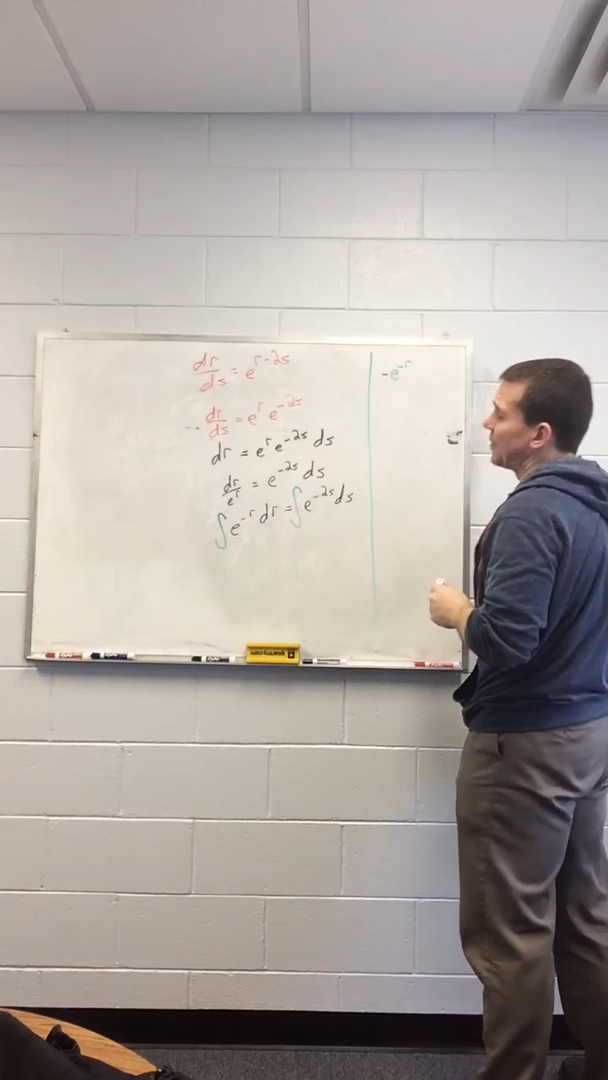 dr/ds = e^{r-2s}
∴ dr/ds = e^r e^{-2s}
dr = e^r e^{-2s} ds
dr/e^r = e^{-2s} ds
∫ e^{-r} dr = ∫ e^{-2s} ds
-e^{-r}